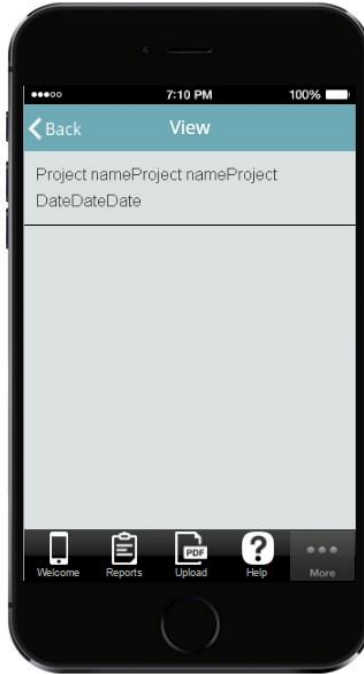 7:10 PM 100%
Back View
Project nameProject nameProject
DateDateDate
PDF
Welcome Reports Upload Help More